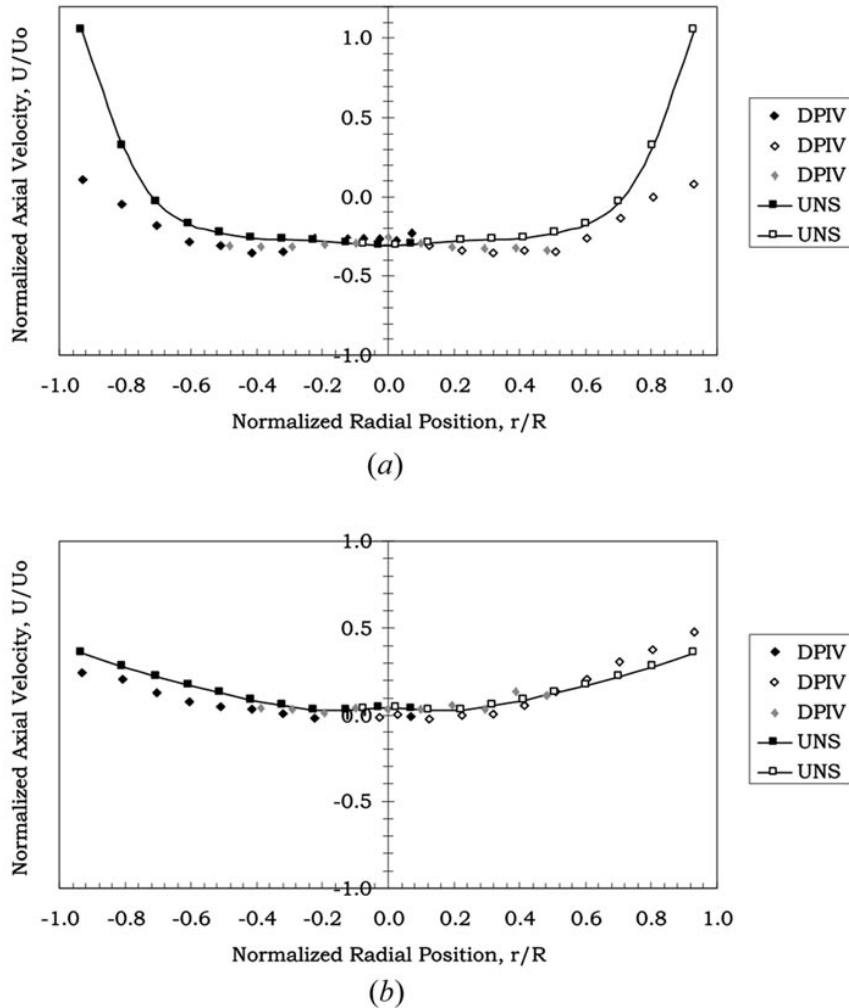 Normalized Axial Velocity, U/Uo
1.0
0.5
0.0
-0.5
-1.0
-1.0 -0.8 -0.6 -0.4 -0.2 0.0 0.2 0.4 0.6 0.8 1.0
Normalized Radial Position, r/R
DPIV
DPIV
DPIV
UNS
UNS
(a)
Normalized Axial Velocity, U/Uo
1.0
0.5
0.0
-0.5
-1.0
-1.0 -0.8 -0.6 -0.4 -0.2 0.0 0.2 0.4 0.6 0.8 1.0
Normalized Radial Position, r/R
DPIV
DPIV
DPIV
UNS
UNS
(b)